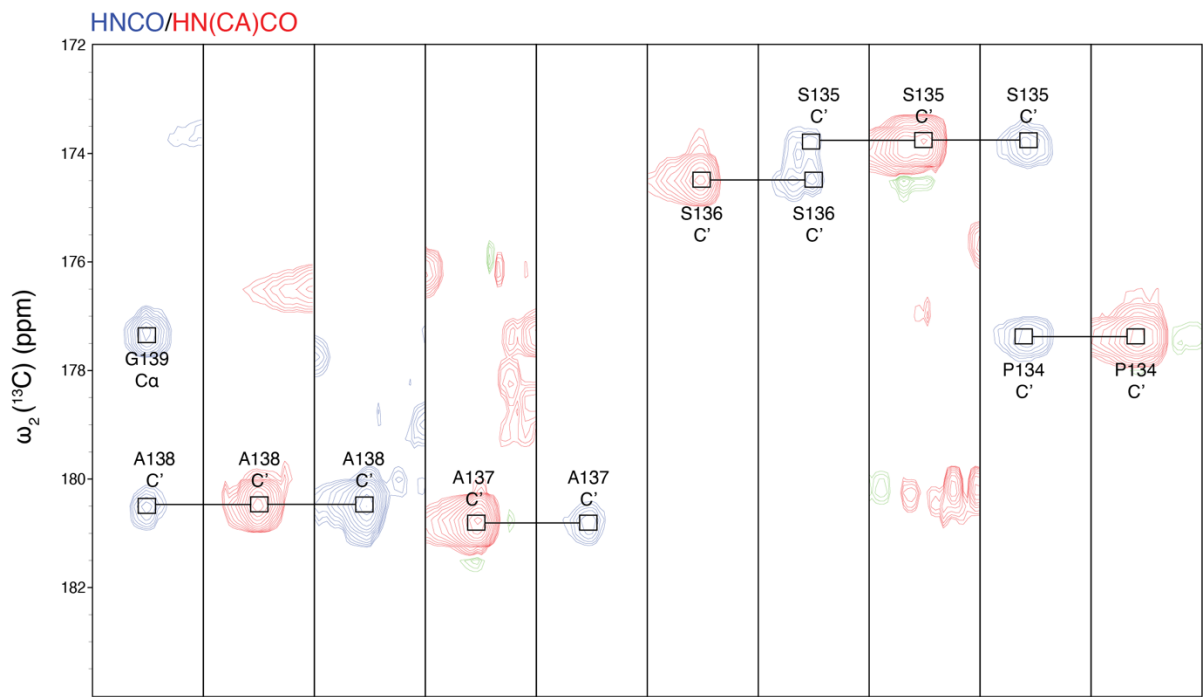 HNCO/HN(CA)CO
172
174
176
178
180
182
ω2 (13C) (ppm)
G139
Cα
A138
C'
A138
C'
A138
C'
A137
C'
A137
C'
S136
C'
S135
C'
S136
C'
S135
C'
S135
C'
P134
C'
P134
C'